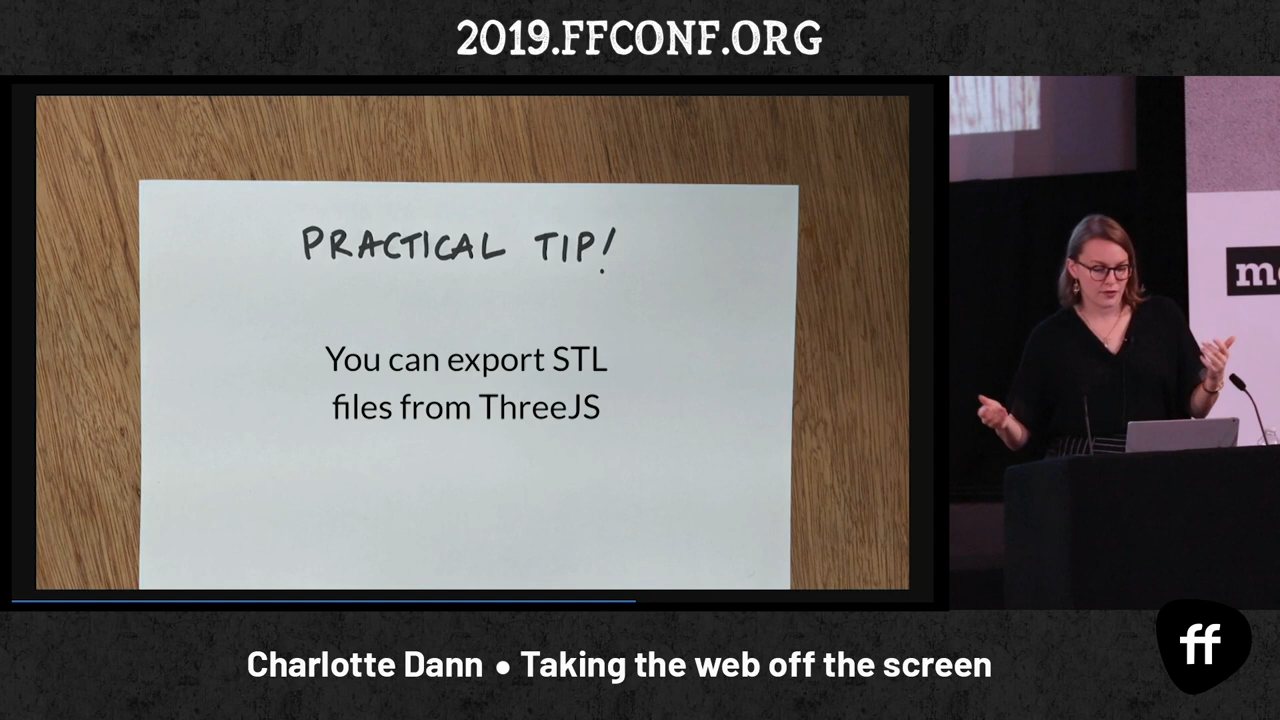 2019.FFCONF.ORG
PRACTICAL TIP!
You can export STL
files from ThreeJS
m
Charlotte Dann • Taking the web off the screen
ff